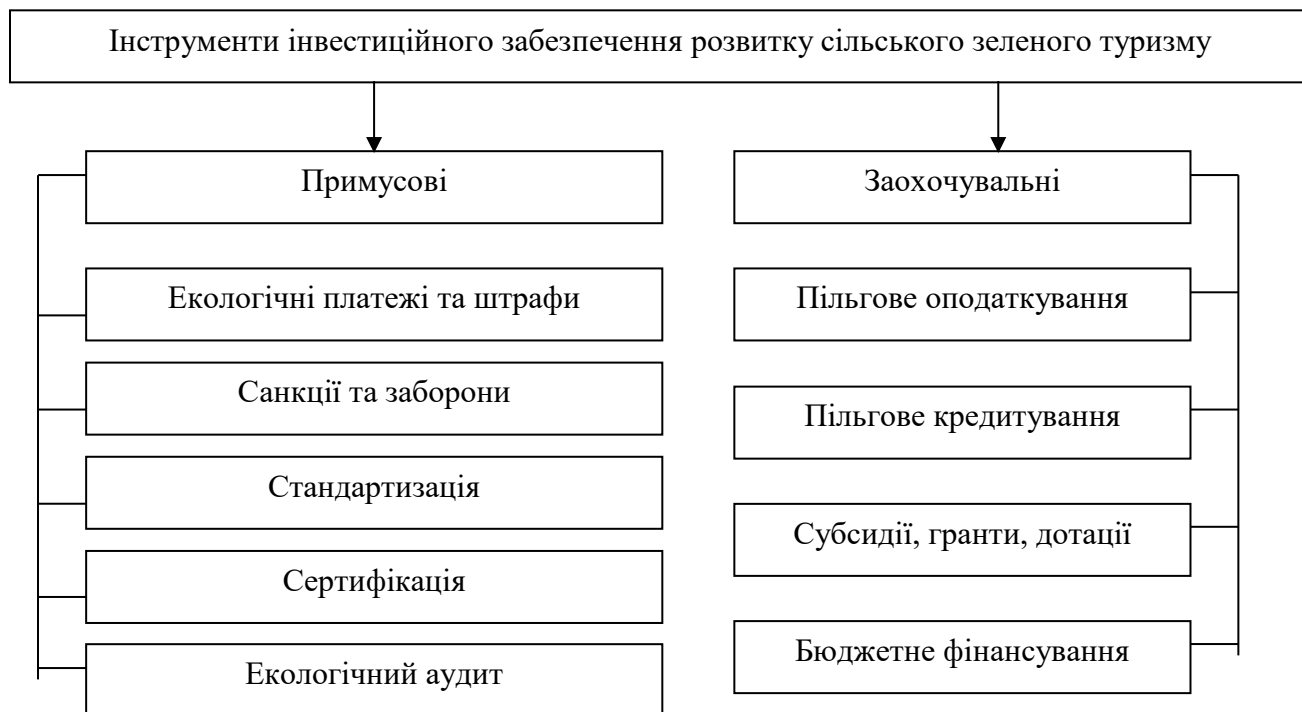 Інструменти інвестиційного забезпечення розвитку сільського зеленого туризму
Примусові
Екологічні платежі та штрафи
Санкції та заборони
Стандартизація
Сертифікація
Екологічний аудит
Заохочувальні
Пільгове оподаткування
Пільгове кредитування
Субсидії, гранти, дотації
Бюджетне фінансування